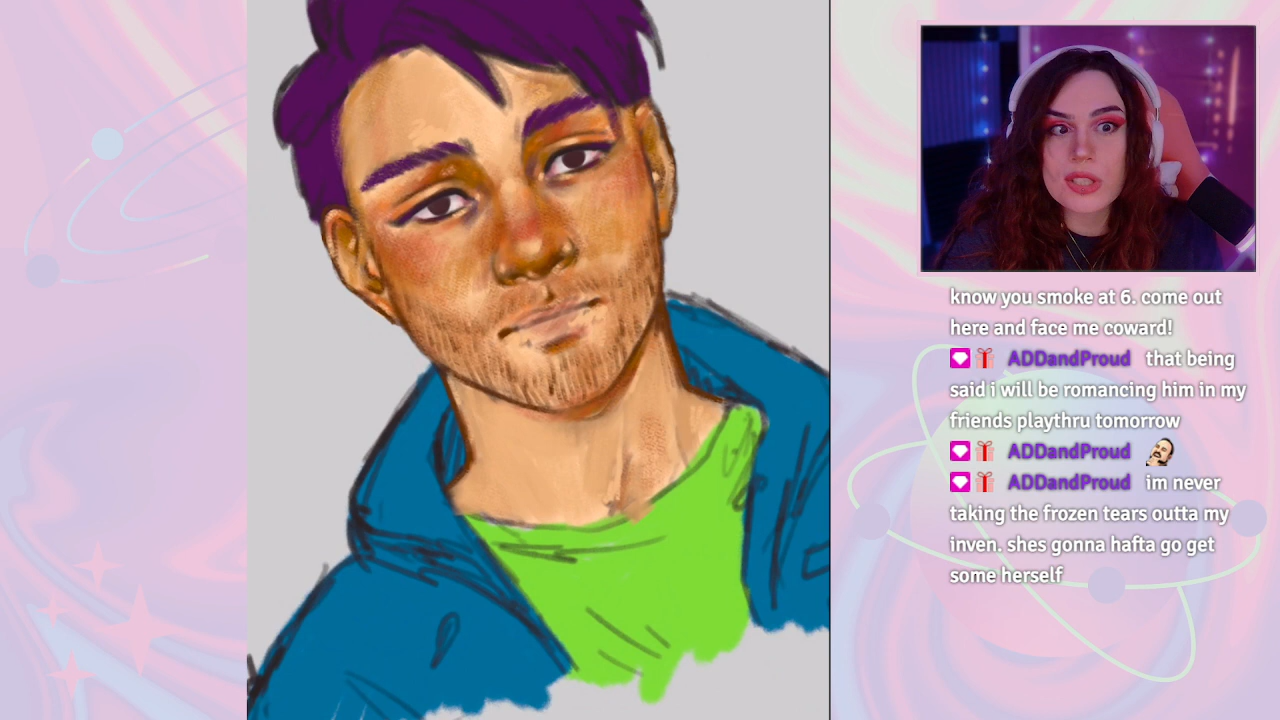 know you smoke at 6. come out
here and face me coward!
ADDandProud that being
said i will be romancing him in my
friends playthru tomorrow
ADDandProud
ADDandProud im never
taking the frozen tears outta my
inven. shes gonna hafta go get
some herself